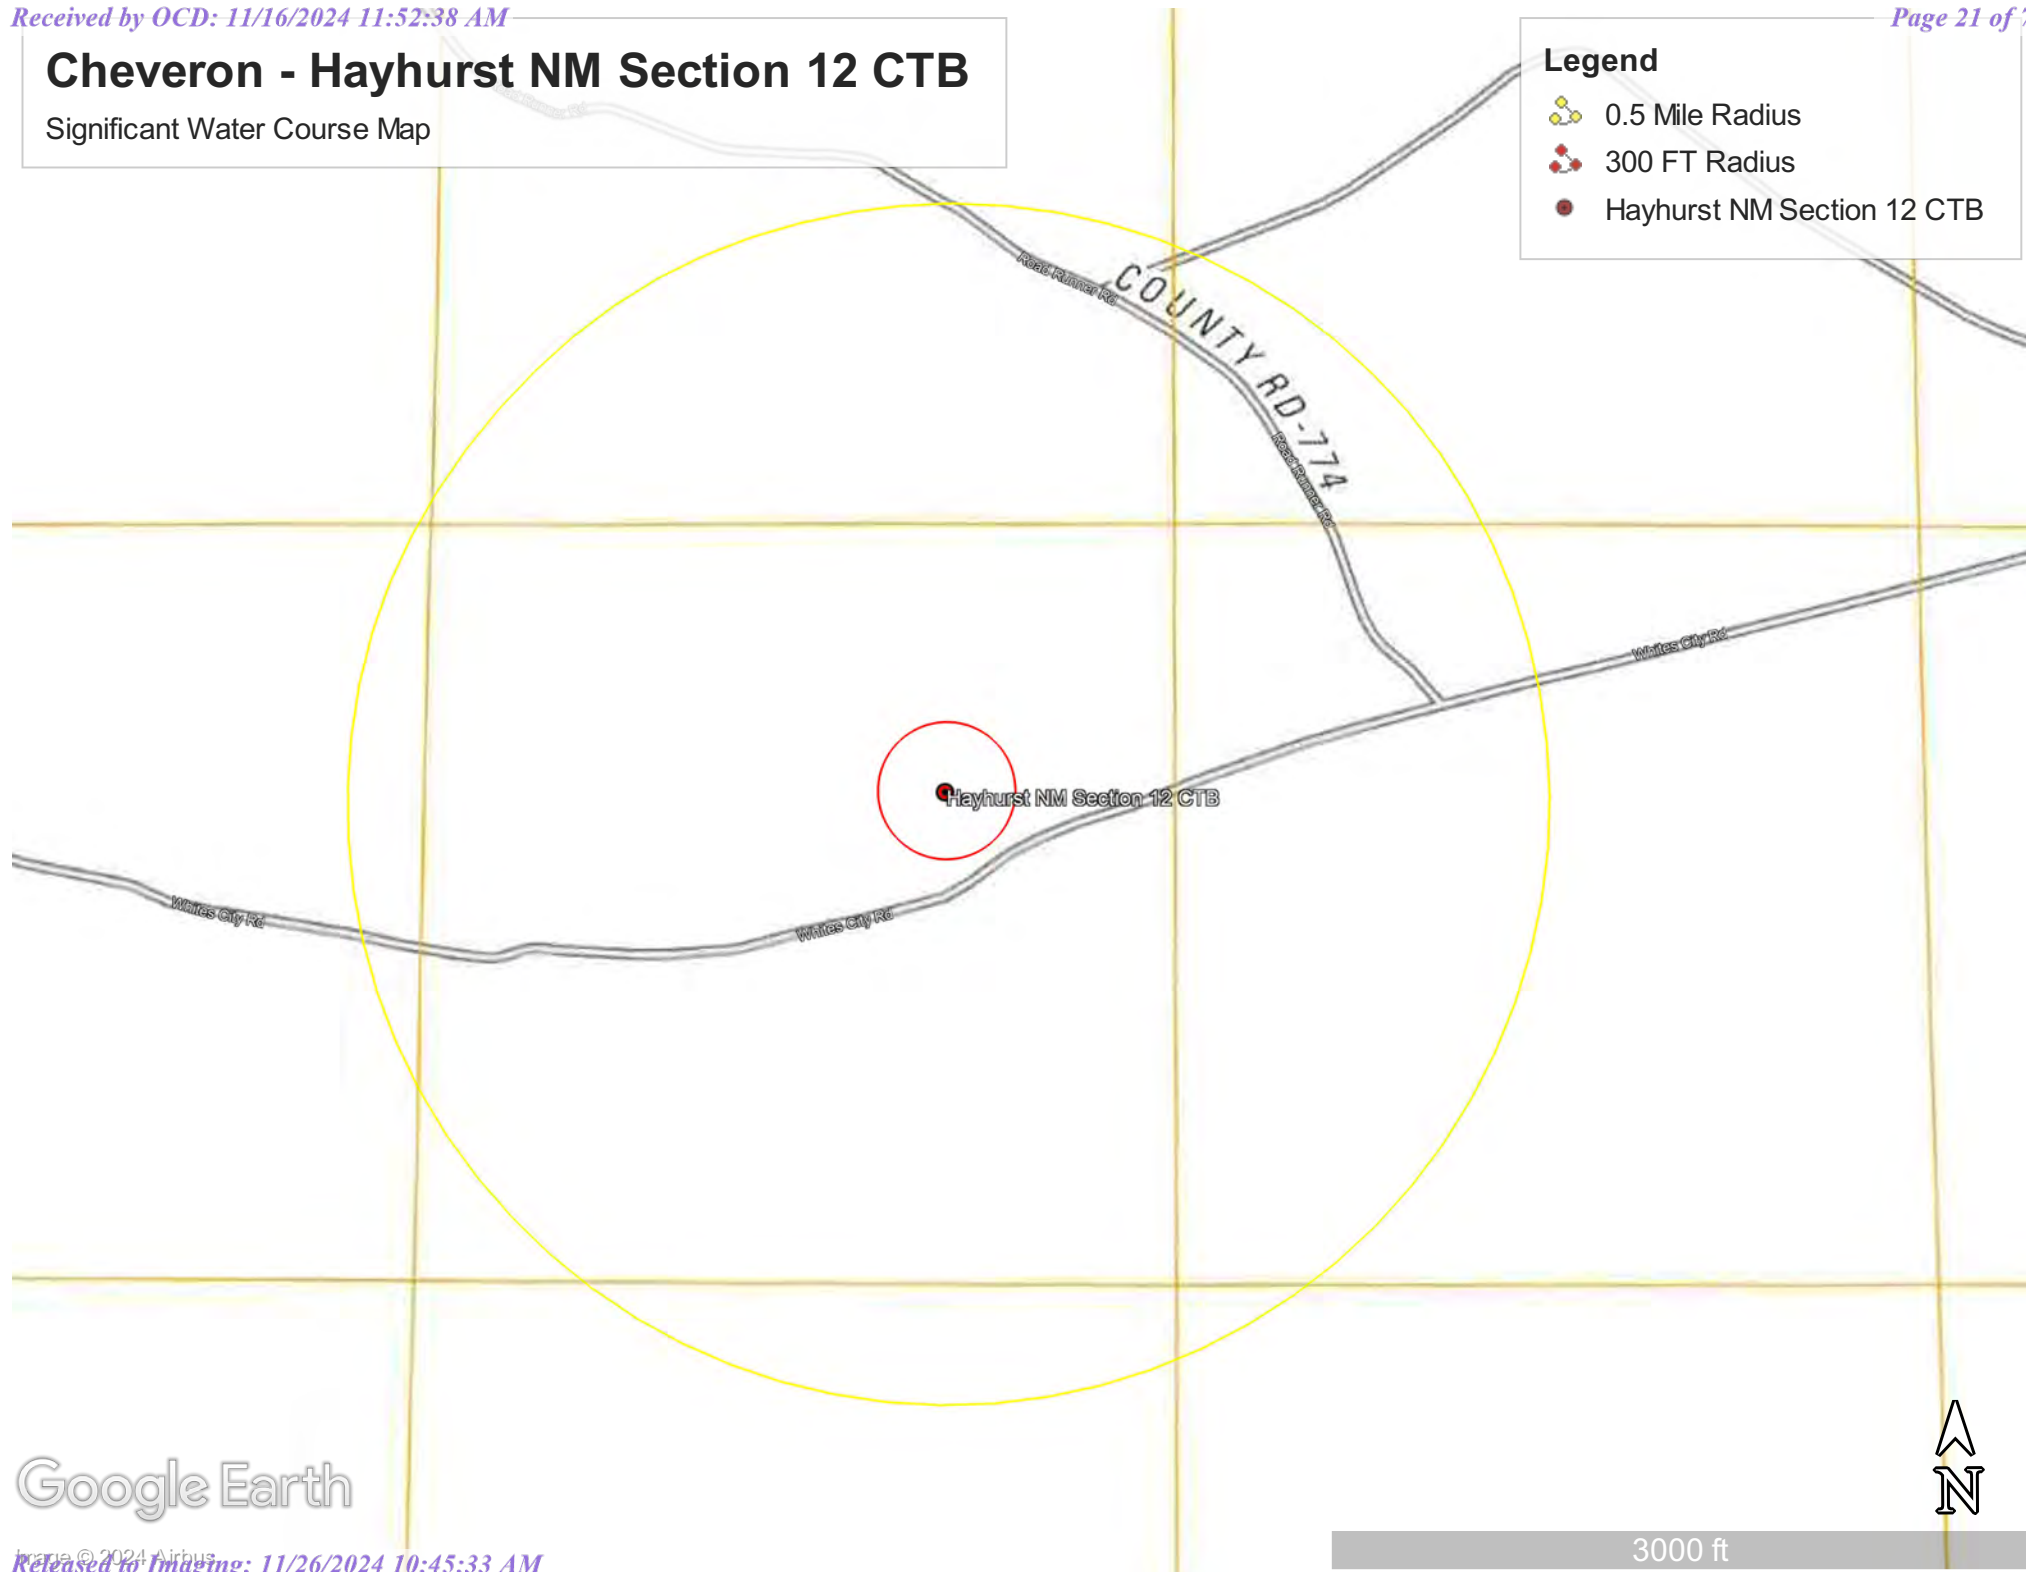 Received by OCD: 11/16/2024 11:52:38 AM
Page 21 of
Cheveron - Hayhurst NM Section 12 CTB
Significant Water Course Map
Legend
0.5 Mile Radius
300 FT Radius
Hayhurst NM Section 12 CTB
Road Runner Rd
COUNTY RD-774
Road Runner Rd
Whites City Rd
Hayhurst NM Section 12 CTB
Whites City Rd
Whites City Rd
Google Earth
N
3000 ft
Image © 2024 Airbus
Released to Imaging: 11/26/2024 10:45:33 AM